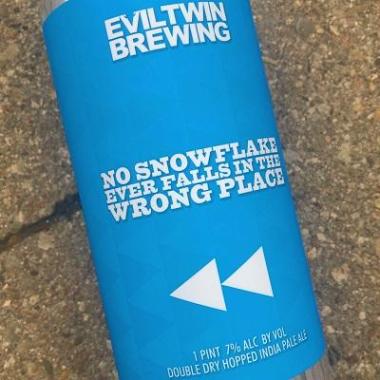 EVILTWIN
BREWING
NO SNOWFLAKE
EVER FALLS IN THE
WRONG PLACE
1 PINT 7% ALC BY VOL
DOUBLE DRY HOPPED INDIA PALE ALE